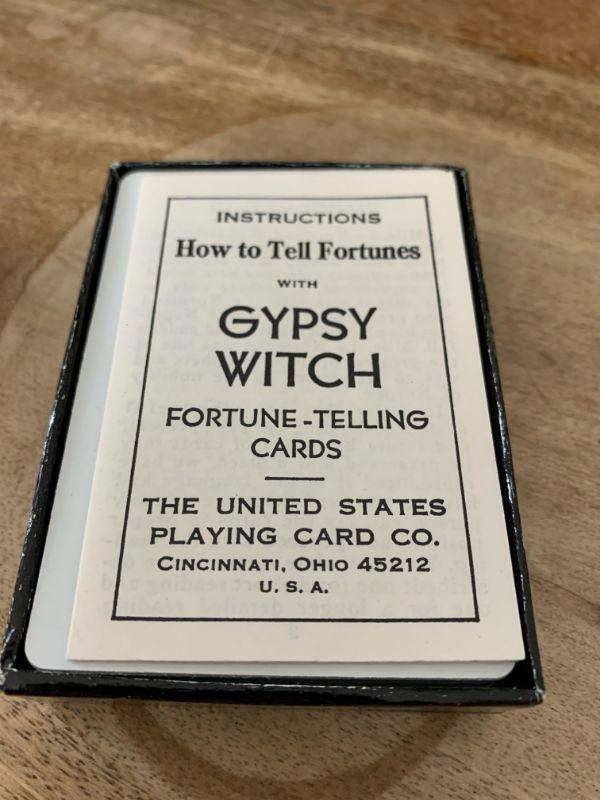 INSTRUCTIONS
How to Tell Fortunes
WITH
GYPSY
WITCH
FORTUNE-TELLING
CARDS
THE UNITED STATES
PLAYING CARD CO.
CINCINNATI, OHIO 45212
U. S. A.